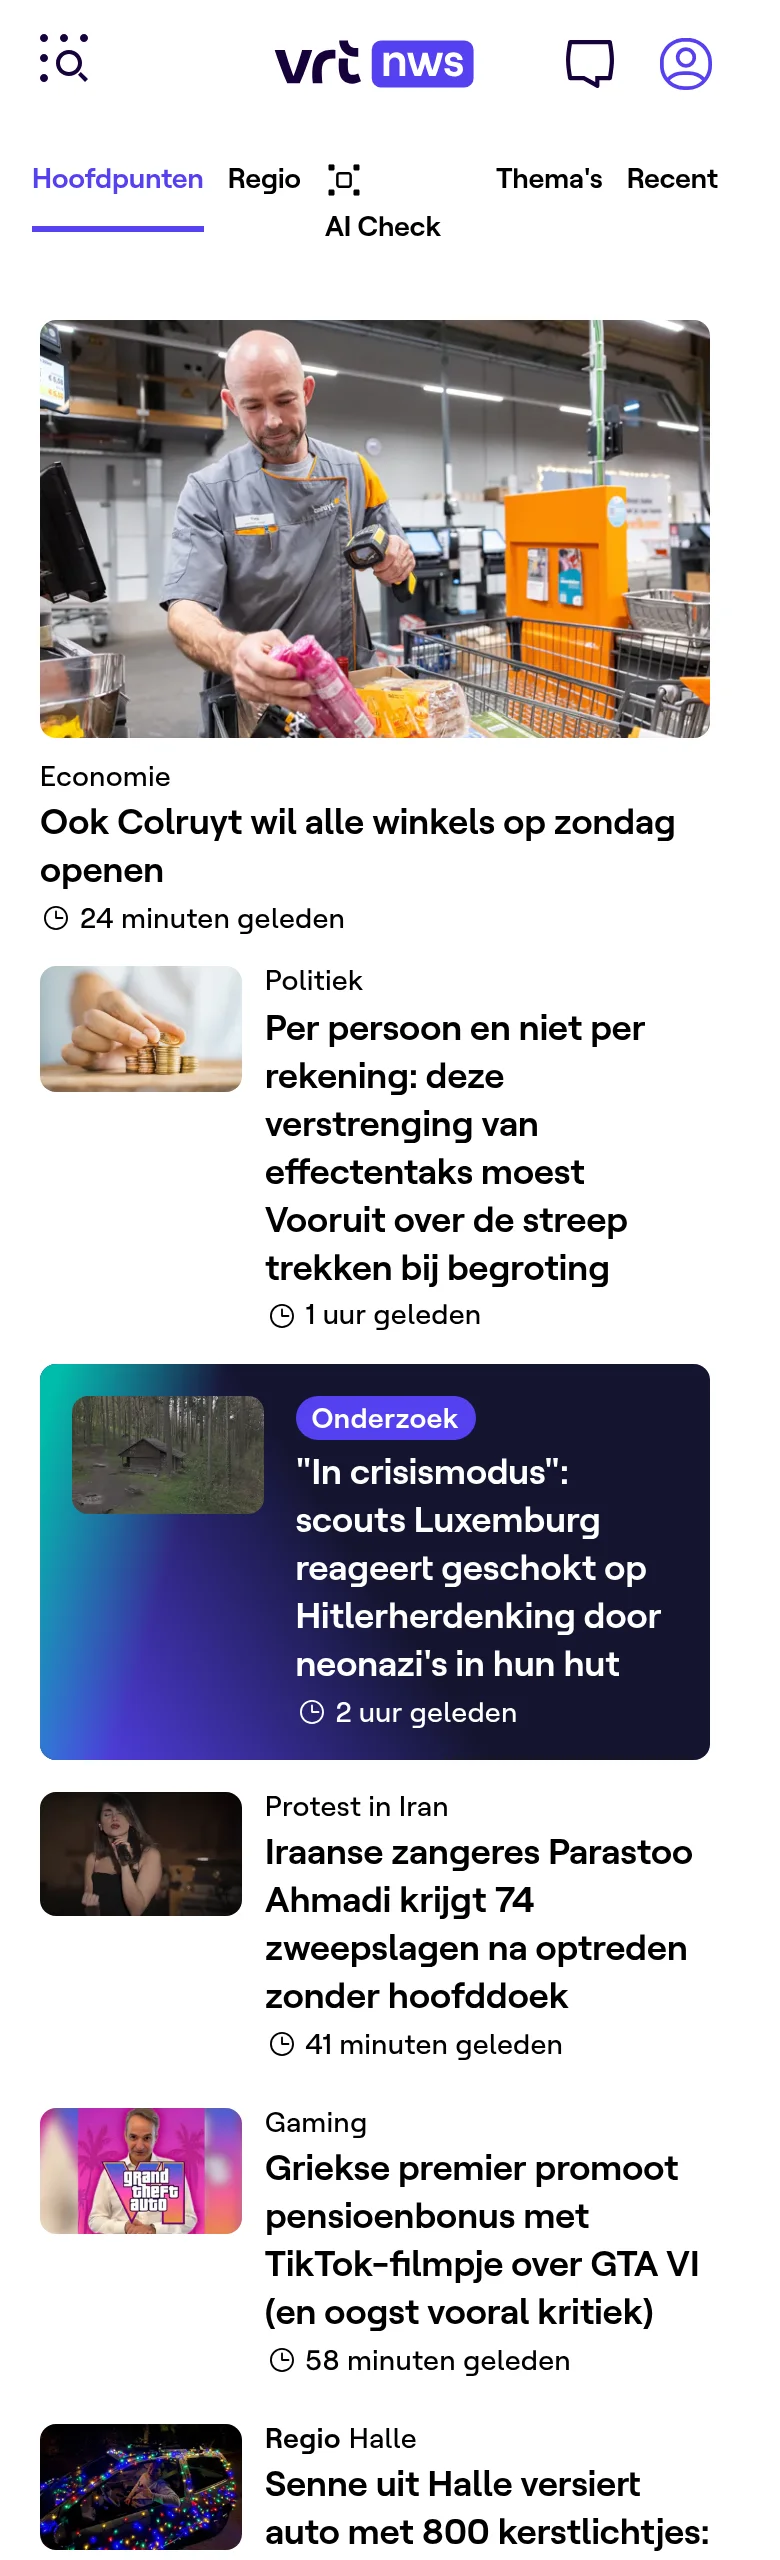 vrt nws
Hoofdpunten Regio AI Check Thema's Recent
Economie
Ook Colruyt wil alle winkels op zondag
openen
24 minuten geleden
Politiek
Per persoon en niet per
rekening: deze
verstrenging van
effectentaks moest
Vooruit over de streep
trekken bij begroting
1 uur geleden
Onderzoek
"In crisismodus":
scouts Luxemburg
reageert geschokt op
Hitlerherdenking door
neonazi's in hun hut
2 uur geleden
Protest in Iran
Iraanse zangeres Parastoo
Ahmadi krijgt 74
zweepslagen na optreden
zonder hoofddoek
41 minuten geleden
grand
theft
auto
Gaming
Griekse premier promoot
pensioenbonus met
TikTok-filmpje over GTA VI
(en oogst vooral kritiek)
58 minuten geleden
Regio Halle
Senne uit Halle versiert
auto met 800 kerstlichtjes: